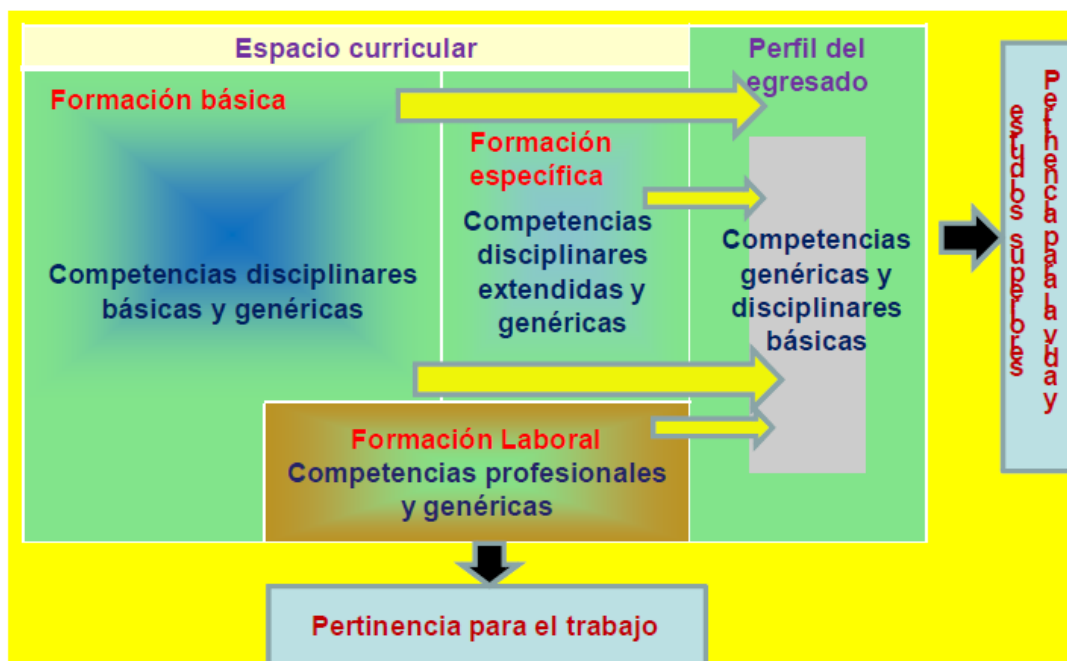 Espacio curricular
Perfil del
egresado
Formación básica
Competencias disciplinares
básicas y genéricas
Formación
específica
Competencias
disciplinares
extendidas y
genéricas
Competencias
genéricas y
disciplinares
básicas
Formación Laboral
Competencias profesionales
y genéricas
Pertinencia para el trabajo
Pertinencia para la vida y
estudios superiores